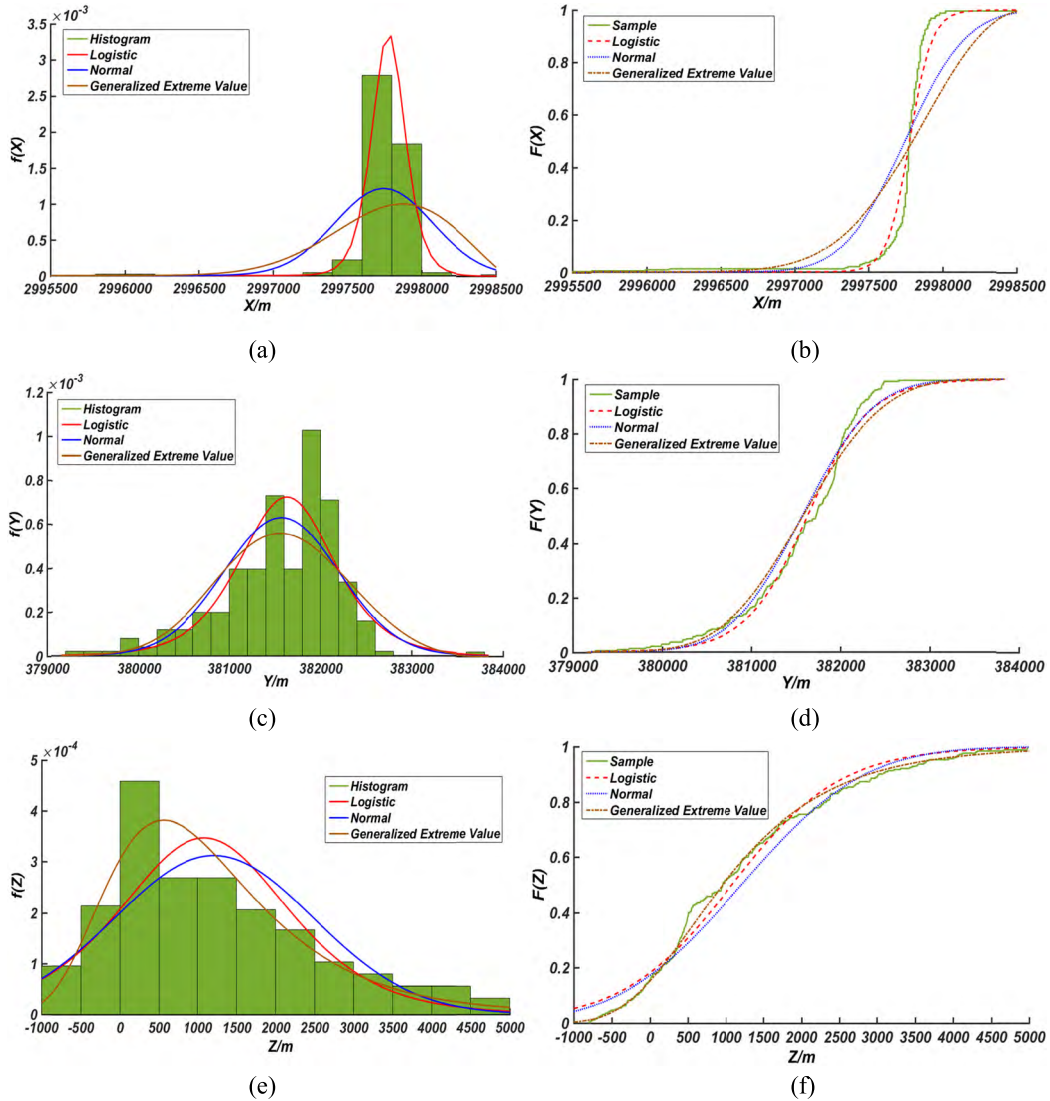 ×10⁻³
3.5
3
2.5
2
1.5
1
0.5
0
f(X)
Histogram
Logistic
Normal
Generalized Extreme Value
2995500 2996000 2996500 2997000 2997500 2998000 2998500
X/m
(a)
1
0.8
0.6
0.4
0.2
0
F(X)
Sample
Logistic
Normal
Generalized Extreme Value
2995500 2996000 2996500 2997000 2997500 2998000 2998500
X/m
(b)
×10⁻³
1.2
1
0.8
0.6
0.4
0.2
0
f(Y)
Histogram
Logistic
Normal
Generalized Extreme Value
379000 380000 381000 382000 383000 384000
Y/m
(c)
1
0.8
0.6
0.4
0.2
0
F(Y)
Sample
Logistic
Normal
Generalized Extreme Value
379000 380000 381000 382000 383000 384000
Y/m
(d)
×10⁻⁴
5
4
3
2
1
0
f(Z)
Histogram
Logistic
Normal
Generalized Extreme Value
-1000 -500 0 500 1000 1500 2000 2500 3000 3500 4000 4500 5000
Z/m
(e)
1
0.8
0.6
0.4
0.2
0
F(Z)
Sample
Logistic
Normal
Generalized Extreme Value
-1000 -500 0 500 1000 1500 2000 2500 3000 3500 4000 4500 5000
Z/m
(f)